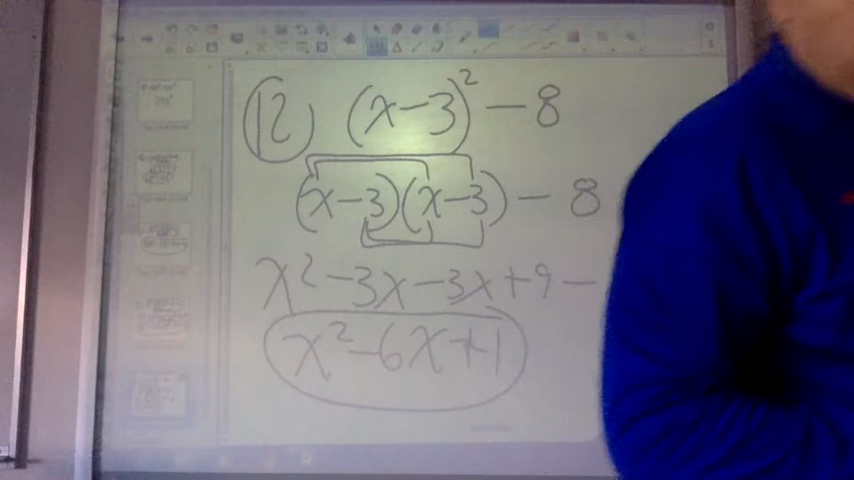 12 (x-3)² - 8
(x-3)(x-3) - 8
x² - 3x - 3x + 9 -
x² - 6x + 1